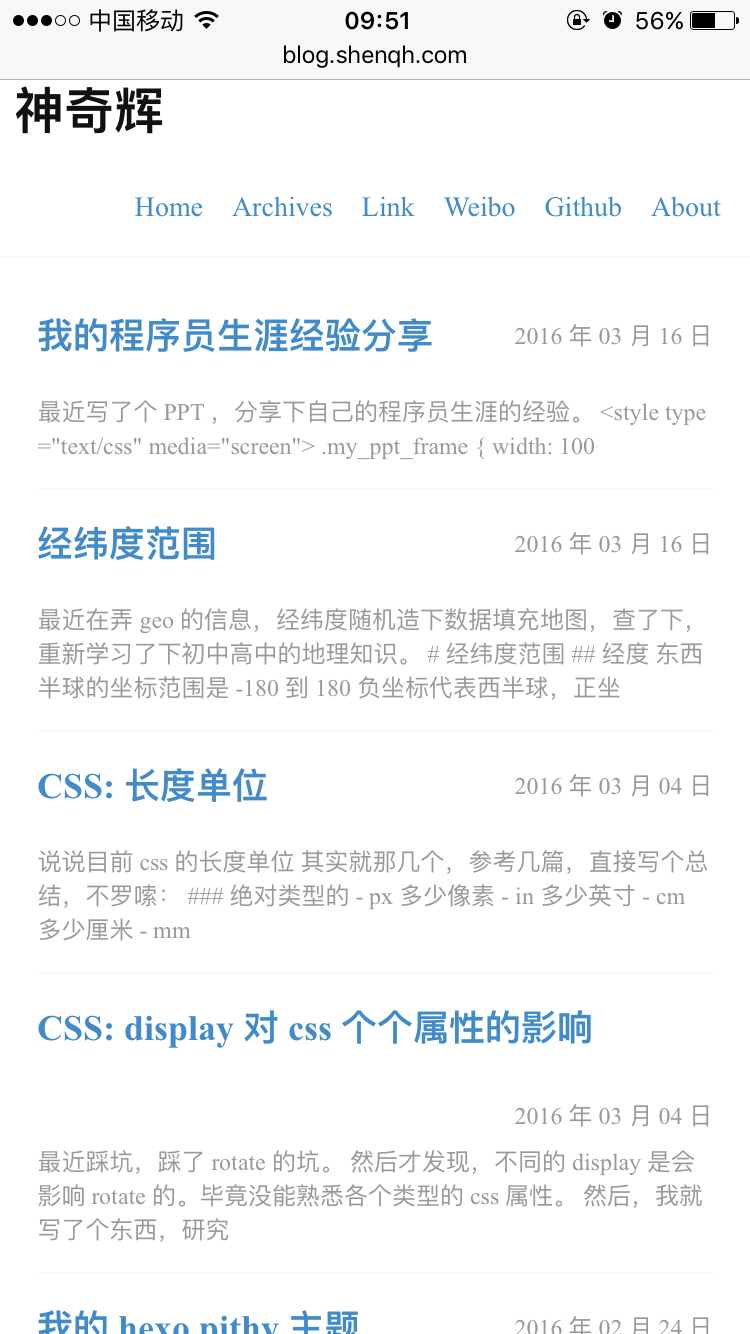 中国移动 09:51 56%
blog.shenqh.com
神奇辉
Home Archives Link Weibo Github About
我的程序员生涯经验分享 2016 年 03 月 16 日
最近写了个 PPT ，分享下自己的程序员生涯的经验。 <style type
="text/css" media="screen"> .my_ppt_frame { width: 100
经纬度范围 2016 年 03 月 16 日
最近在弄 geo 的信息，经纬度随机造下数据填充地图，查了下，
重新学习了下初中高中的地理知识。 # 经纬度范围 ## 经度 东西
半球的坐标范围是 -180 到 180 负坐标代表西半球，正坐
CSS: 长度单位 2016 年 03 月 04 日
说说目前 css 的长度单位 其实就那几个，参考几篇，直接写个总
结，不罗嗦： ### 绝对类型的 - px 多少像素 - in 多少英寸 - cm
多少厘米 - mm
CSS: display 对 css 个个属性的影响
2016 年 03 月 04 日
最近踩坑，踩了 rotate 的坑。 然后才发现，不同的 display 是会
影响 rotate 的。毕竟没能熟悉各个类型的 css 属性。 然后，我就
写了个东西，研究
我的 hexo pithy 主题 2016 年 02 月 24 日